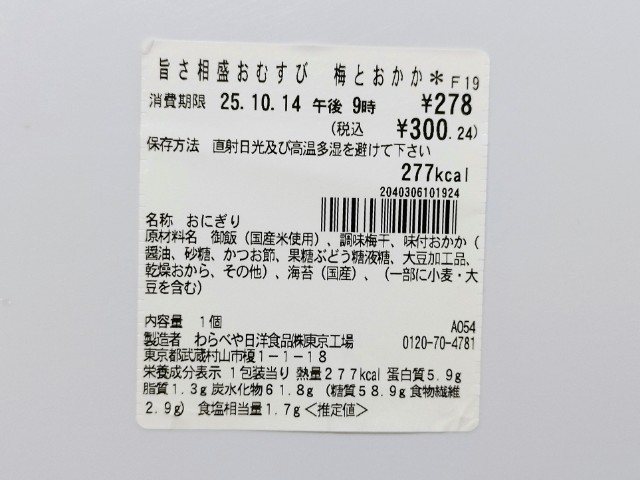 旨さ相盛おむすび 梅とおかか＊ F19
消費期限 25.10.14 午後 9時 ¥278
(税込 ¥300.24)
保存方法 直射日光及び高温多湿を避けて下さい
277kcal
2040306101924
名称 おにぎり
原材料名 御飯（国産米使用）、調味梅干、味付おかか（
醤油、砂糖、かつお節、果糖ぶどう糖液糖、大豆加工品、
乾燥おから、その他）、海苔（国産）、（一部に小麦・大
豆を含む）
内容量 1個 A054
製造者 わらべや日洋食品㈱東京工場 0120-70-4781
東京都武蔵村山市榎1－1－18
栄養成分表示 1包装当り 熱量277kcal 蛋白質5.9g
脂質1.3g 炭水化物61.8g （糖質58.9g 食物繊維
2.9g） 食塩相当量1.7g＜推定値＞